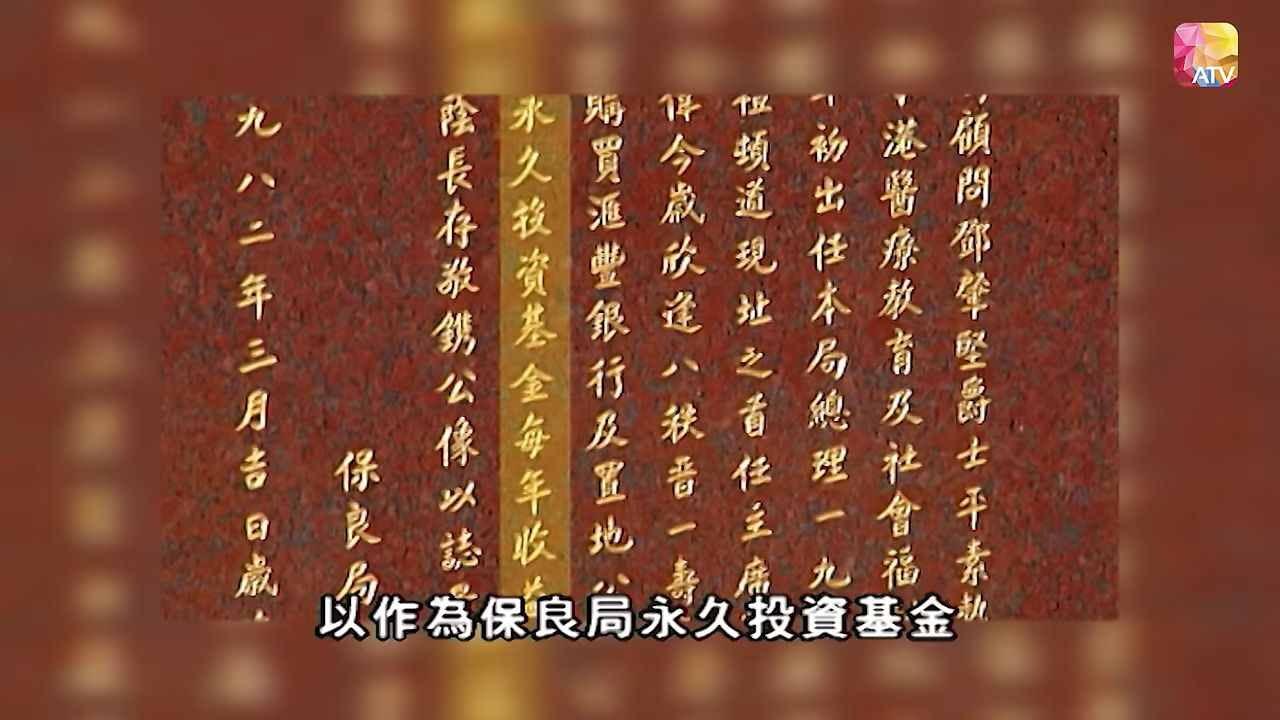 ATV
顧問鄧肇堅爵士平素
港醫療教育及社會福
初出任本局總理一九
頓道現址之首任主席
今歲欣逢八秩晉一壽
購買滙豐銀行及置地公
永久投資基金每年收益
蔭長存敬鐫公像以誌
保良局
九八二年三月吉日歲
以作為保良局永久投資基金